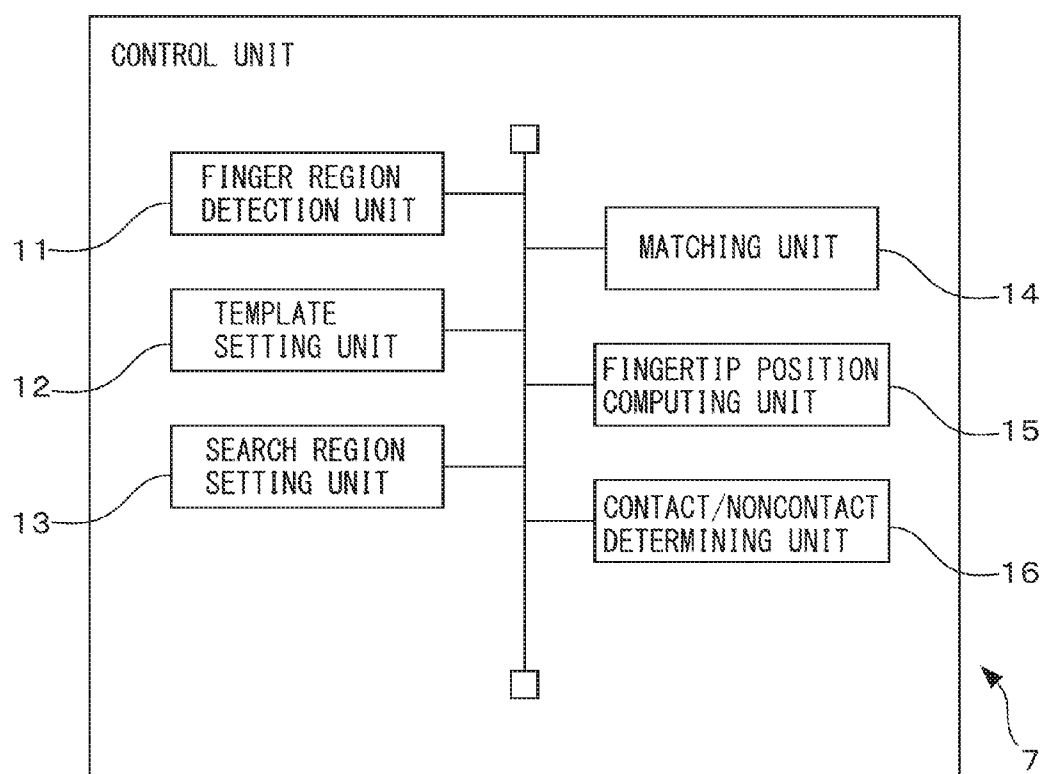 CONTROL UNIT
FINGER REGION
DETECTION UNIT
11
MATCHING UNIT
14
TEMPLATE
SETTING UNIT
12
FINGERTIP POSITION
COMPUTING UNIT
15
SEARCH REGION
SETTING UNIT
13
CONTACT/NONCONTACT
DETERMINING UNIT
16
7